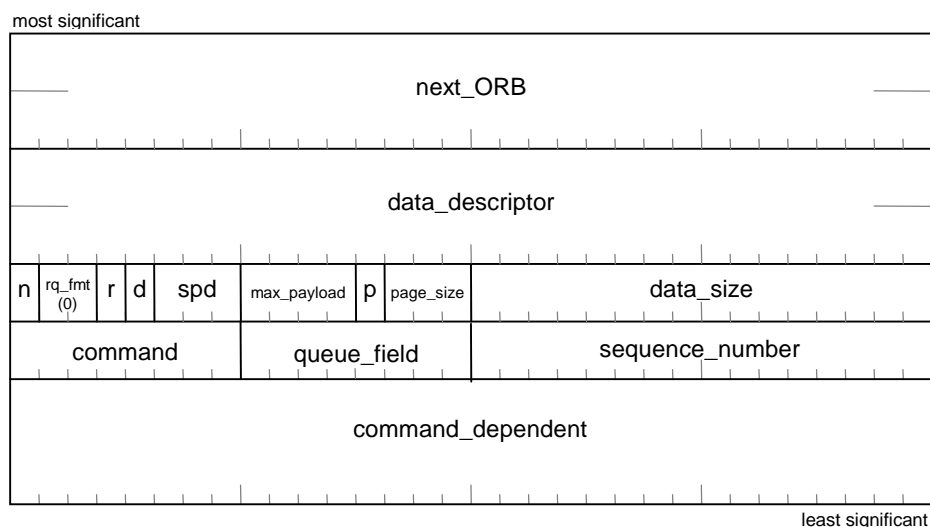 most significant
next_ORB
data_descriptor
n rq_fmt (0) r d spd max_payload p page_size data_size
command queue_field sequence_number
command_dependent
least significant